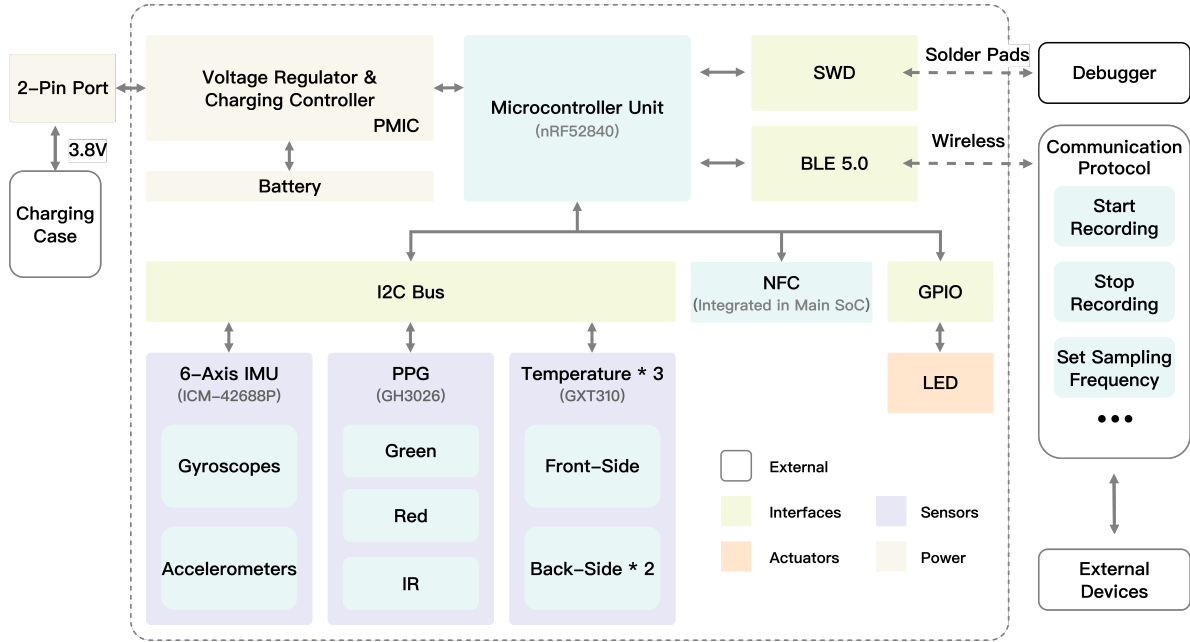 2-Pin Port
3.8V
Charging
Case
Voltage Regulator &
Charging Controller
PMIC
Battery
Microcontroller Unit
(nRF52840)
SWD
BLE 5.0
Solder Pads
Wireless
Debugger
Communication
Protocol
Start
Recording
Stop
Recording
Set Sampling
Frequency
External
Devices
I2C Bus
NFC
(Integrated in Main SoC)
GPIO
LED
6-Axis IMU
(ICM-42688P)
Gyroscopes
Accelerometers
PPG
(GH3026)
Green
Red
IR
Temperature * 3
(GXT310)
Front-Side
Back-Side * 2
External
Interfaces
Sensors
Actuators
Power